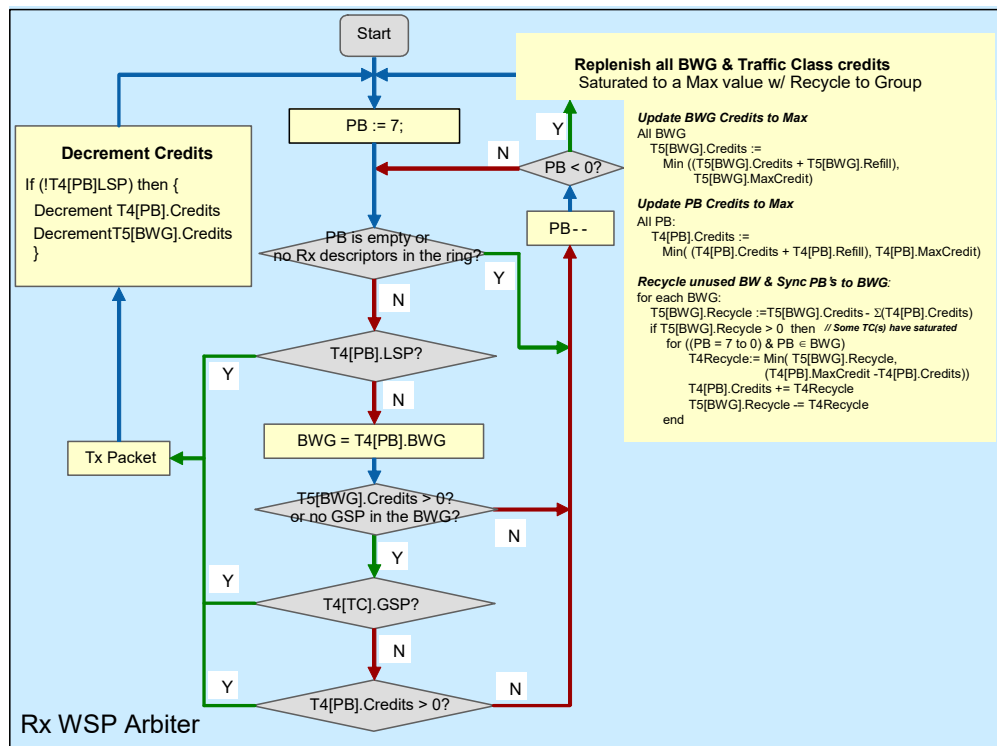 Start
Replenish all BWG & Traffic Class credits
Saturated to a Max value w/ Recycle to Group
PB := 7;
Update BWG Credits to Max
All BWG
T5[BWG].Credits :=
Min ((T5[BWG].Credits + T5[BWG].Refill),
T5[BWG].MaxCredit)
Update PB Credits to Max
All PB:
T4[PB].Credits :=
Min( (T4[PB].Credits + T4[PB].Refill), T4[PB].MaxCredit)
Recycle unused BW & Sync PB's to BWG:
for each BWG:
T5[BWG].Recycle :=T5[BWG].Credits - Σ(T4[PB].Credits)
if T5[BWG].Recycle > 0 then // Some TC(s) have saturated
for ((PB = 7 to 0) & PB ∈ BWG)
T4Recycle:= Min( T5[BWG].Recycle,
(T4[PB].MaxCredit -T4[PB].Credits))
T4[PB].Credits += T4Recycle
T5[BWG].Recycle -= T4Recycle
end
Y
N
PB < 0?
PB--
Decrement Credits
If (!T4[PB]LSP) then {
Decrement T4[PB].Credits
DecrementT5[BWG].Credits
}
PB is empty or
no Rx descriptors in the ring?
Y
N
T4[PB].LSP?
Y
N
BWG = T4[PB].BWG
Tx Packet
T5[BWG].Credits > 0?
or no GSP in the BWG?
N
Y
Y
T4[TC].GSP?
N
Y
N
T4[PB].Credits > 0?
Rx WSP Arbiter